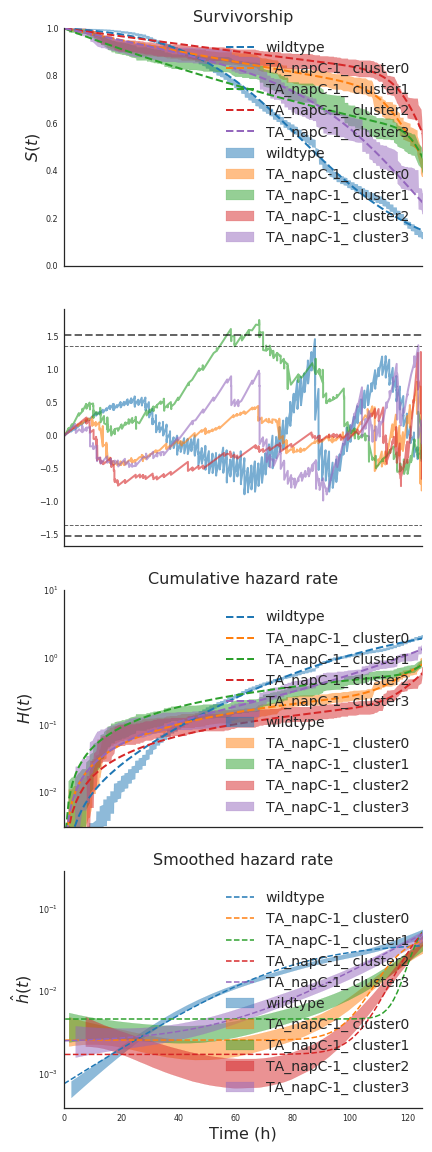 Survivorship
1.0
0.8
0.6
0.4
0.2
0.0
S(t)
wildtype
TA_napC-1_ cluster0
TA_napC-1_ cluster1
TA_napC-1_ cluster2
TA_napC-1_ cluster3
wildtype
TA_napC-1_ cluster0
TA_napC-1_ cluster1
TA_napC-1_ cluster2
TA_napC-1_ cluster3
1.5
1.0
0.5
0.0
−0.5
−1.0
−1.5
Cumulative hazard rate
10¹
10⁰
10⁻¹
10⁻²
H(t)
wildtype
TA_napC-1_ cluster0
TA_napC-1_ cluster1
TA_napC-1_ cluster2
TA_napC-1_ cluster3
wildtype
TA_napC-1_ cluster0
TA_napC-1_ cluster1
TA_napC-1_ cluster2
TA_napC-1_ cluster3
Smoothed hazard rate
10⁻¹
10⁻²
10⁻³
ĥ(t)
wildtype
TA_napC-1_ cluster0
TA_napC-1_ cluster1
TA_napC-1_ cluster2
TA_napC-1_ cluster3
wildtype
TA_napC-1_ cluster0
TA_napC-1_ cluster1
TA_napC-1_ cluster2
TA_napC-1_ cluster3
0 20 40 60 80 100 120
Time (h)